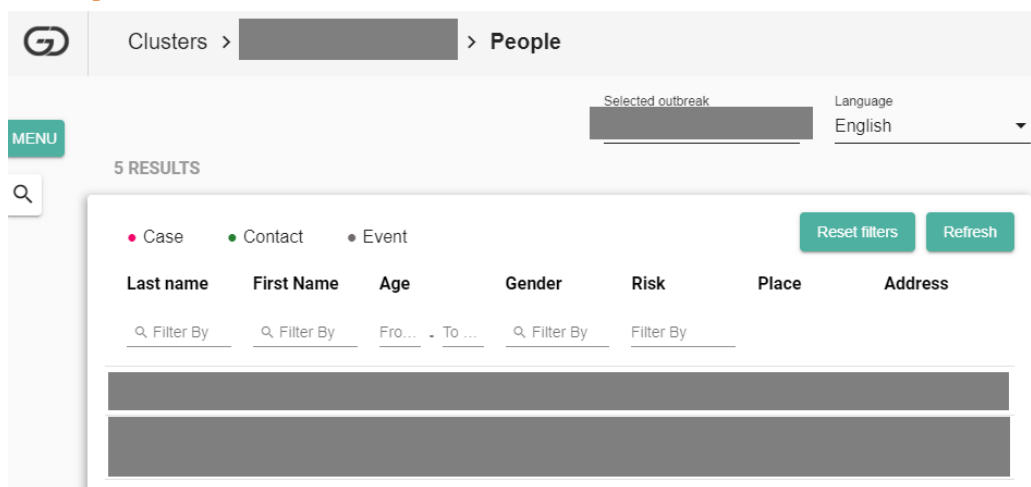 Clusters > > People
Selected outbreak
Language
English
MENU
5 RESULTS
Case Contact Event
Reset filters Refresh
Last name First Name Age Gender Risk Place Address
Filter By Filter By Fro... - To ... Filter By Filter By